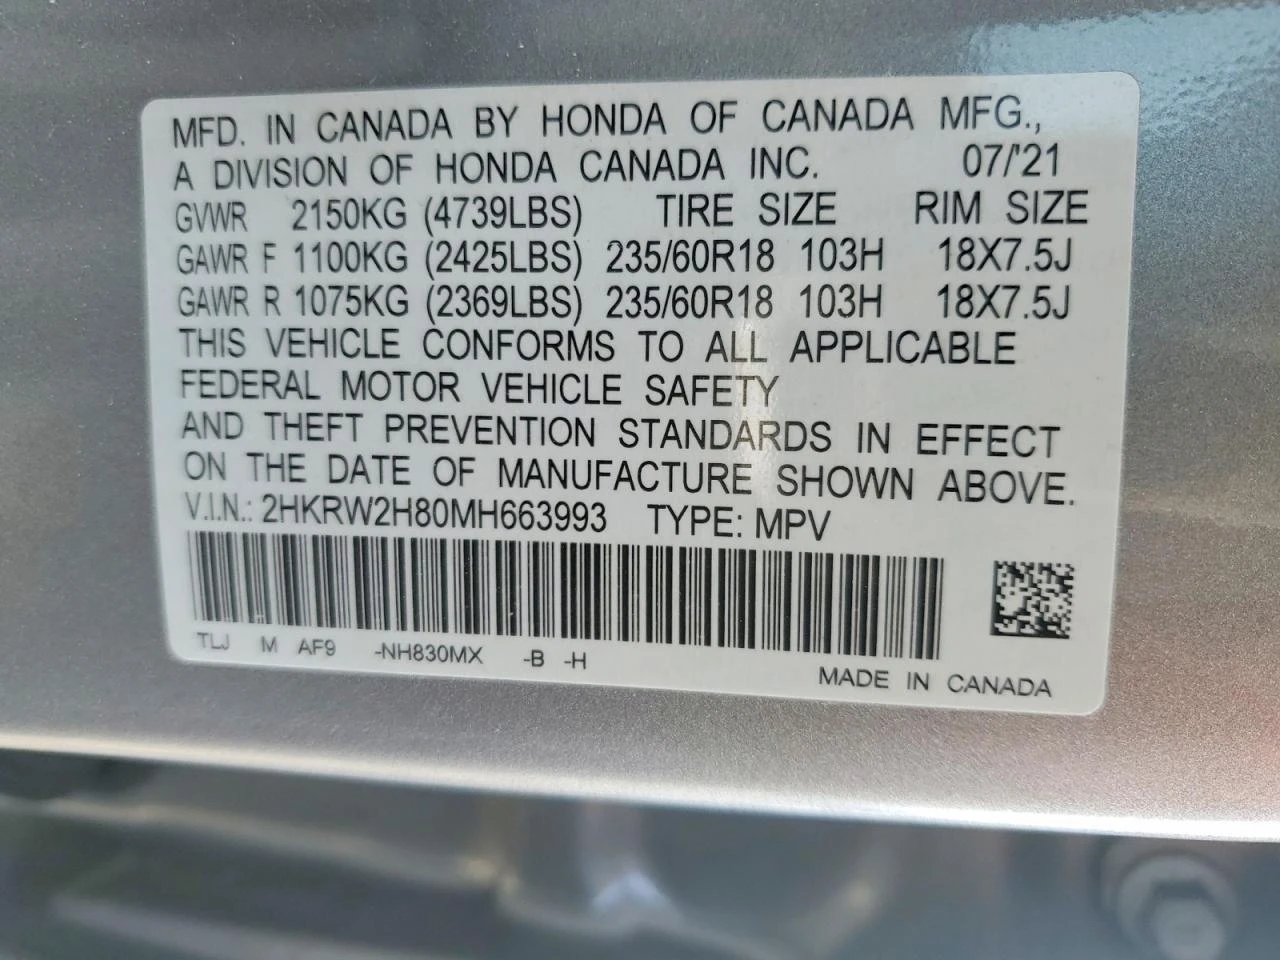 MFD. IN CANADA BY HONDA OF CANADA MFG.,
A DIVISION OF HONDA CANADA INC. 07/'21
GVWR 2150KG (4739LBS) TIRE SIZE RIM SIZE
GAWR F 1100KG (2425LBS) 235/60R18 103H 18X7.5J
GAWR R 1075KG (2369LBS) 235/60R18 103H 18X7.5J
THIS VEHICLE CONFORMS TO ALL APPLICABLE
FEDERAL MOTOR VEHICLE SAFETY
AND THEFT PREVENTION STANDARDS IN EFFECT
ON THE DATE OF MANUFACTURE SHOWN ABOVE.
V.I.N.: 2HKRW2H80MH663993 TYPE: MPV
TLJ M AF9 -NH830MX -B -H
MADE IN CANADA